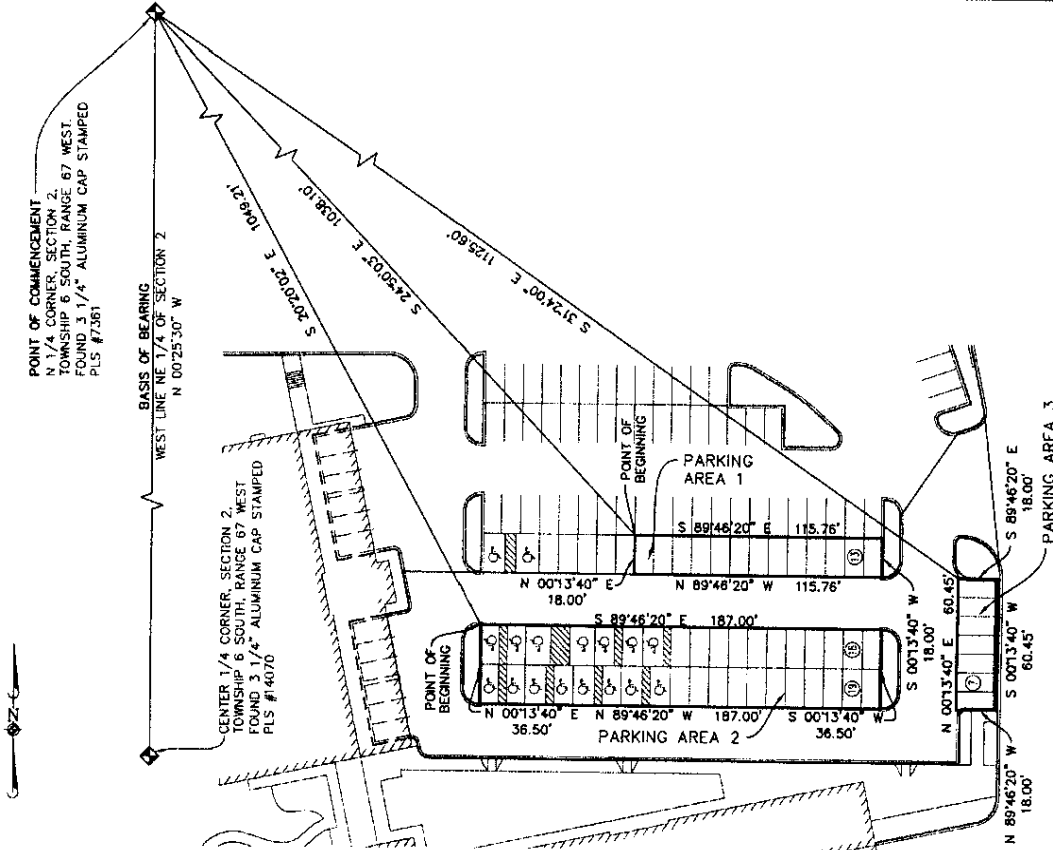 POINT OF COMMENCEMENT
N 1/4 CORNER, SECTION 2,
TOWNSHIP 6 SOUTH, RANGE 67 WEST.
FOUND 3 1/4" ALUMINUM CAP STAMPED
PLS #7361
BASIS OF BEARING
WEST LINE NE 1/4 OF SECTION 2
N 00°25'30" W
CENTER 1/4 CORNER, SECTION 2,
TOWNSHIP 6 SOUTH, RANGE 67 WEST
FOUND 3 1/4" ALUMINUM CAP STAMPED
PLS #14070
N
S 20°20'02" E 1049.21'
S 24°50'03" E 1038.10'
S 31°24'00" E 1125.60'
POINT OF
BEGINNING
PARKING
AREA 1
S 89°46'20" E 115.76'
13
N 00°13'40" E
18.00'
N 89°46'20" W 115.76'
S 00°13'40" W
18.00'
POINT OF
BEGINNING
S 89°46'20" E 187.00'
19
N 00°13'40" E
36.50'
N 89°46'20" W 187.00'
S 00°13'40" W
36.50'
PARKING AREA 2
N 00°13'40" E 60.45'
7
S 00°13'40" W
60.45'
S 89°46'20" E
18.00'
N 89°46'20" W
18.00'
PARKING AREA 3